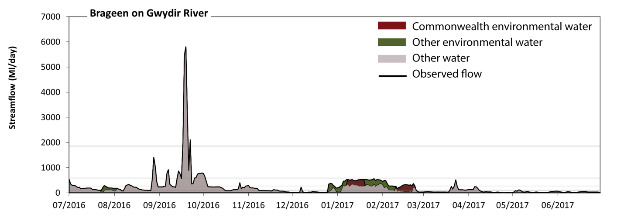 Brageen on Gwydir River
Streamflow (Ml/day)
7000
6000
5000
4000
3000
2000
1000
0
Commonwealth environmental water
Other environmental water
Other water
Observed flow
07/2016 08/2016 09/2016 10/2016 11/2016 12/2016 01/2017 02/2017 03/2017 04/2017 05/2017 06/2017